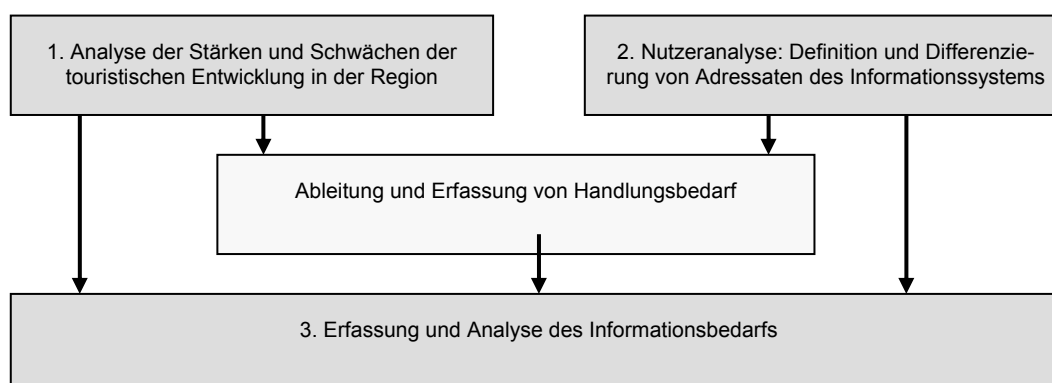 1. Analyse der Stärken und Schwächen der
touristischen Entwicklung in der Region
2. Nutzeranalyse: Definition und Differenzie-
rung von Adressaten des Informationssystems
Ableitung und Erfassung von Handlungsbedarf
3. Erfassung und Analyse des Informationsbedarfs